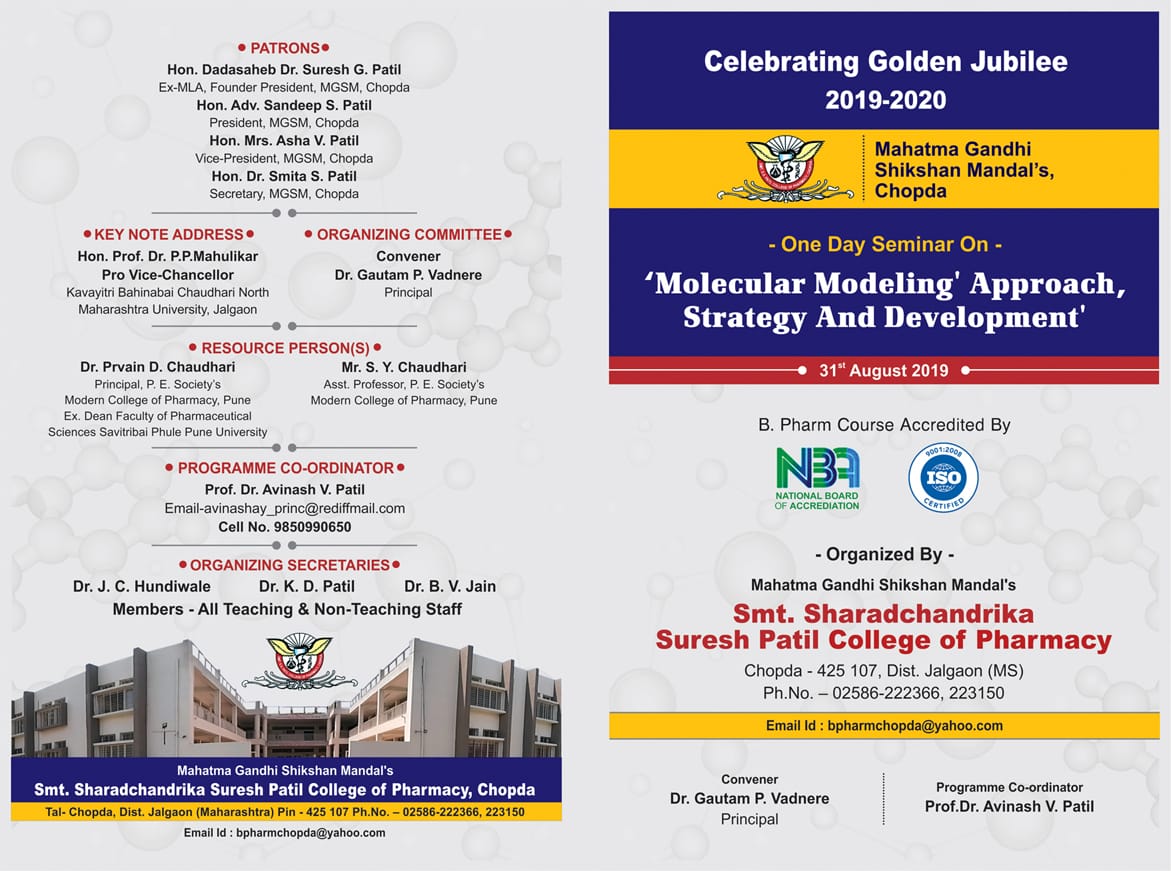 • PATRONS•
Hon. Dadasaheb Dr. Suresh G. Patil
Ex-MLA, Founder President, MGSM, Chopda
Hon. Adv. Sandeep S. Patil
President, MGSM, Chopda
Hon. Mrs. Asha V. Patil
Vice-President, MGSM, Chopda
Hon. Dr. Smita S. Patil
Secretary, MGSM, Chopda
•KEY NOTE ADDRESS•
Hon. Prof. Dr. P.P.Mahulikar
Pro Vice-Chancellor
Kavayitri Bahinabai Chaudhari North
Maharashtra University, Jalgaon
• ORGANIZING COMMITTEE•
Convener
Dr. Gautam P. Vadnere
Principal
• RESOURCE PERSON(S) •
Dr. Prvain D. Chaudhari
Principal, P. E. Society's
Modern College of Pharmacy, Pune
Ex. Dean Faculty of Pharmaceutical
Sciences Savitribai Phule Pune University
Mr. S. Y. Chaudhari
Asst. Professor, P. E. Society's
Modern College of Pharmacy, Pune
• PROGRAMME CO-ORDINATOR•
Prof. Dr. Avinash V. Patil
Email-avinashay_princ@rediffmail.com
Cell No. 9850990650
•ORGANIZING SECRETARIES•
Dr. J. C. Hundiwale Dr. K. D. Patil Dr. B. V. Jain
Members - All Teaching & Non-Teaching Staff
Mahatma Gandhi Shikshan Mandal's
Smt. Sharadchandrika Suresh Patil College of Pharmacy, Chopda
Tal- Chopda, Dist. Jalgaon (Maharashtra) Pin - 425 107 Ph.No. – 02586-222366, 223150
Email Id : bpharmchopda@yahoo.com
Celebrating Golden Jubilee
2019-2020
Mahatma Gandhi
Shikshan Mandal's,
Chopda
- One Day Seminar On -
‘Molecular Modeling' Approach,
Strategy And Development'
31st August 2019
B. Pharm Course Accredited By
NBA
NATIONAL BOARD
OF ACCREDIATION
9001:2008
ISO
CERTIFIED
- Organized By -
Mahatma Gandhi Shikshan Mandal's
Smt. Sharadchandrika
Suresh Patil College of Pharmacy
Chopda - 425 107, Dist. Jalgaon (MS)
Ph.No. – 02586-222366, 223150
Email Id : bpharmchopda@yahoo.com
Convener
Dr. Gautam P. Vadnere
Principal
Programme Co-ordinator
Prof.Dr. Avinash V. Patil